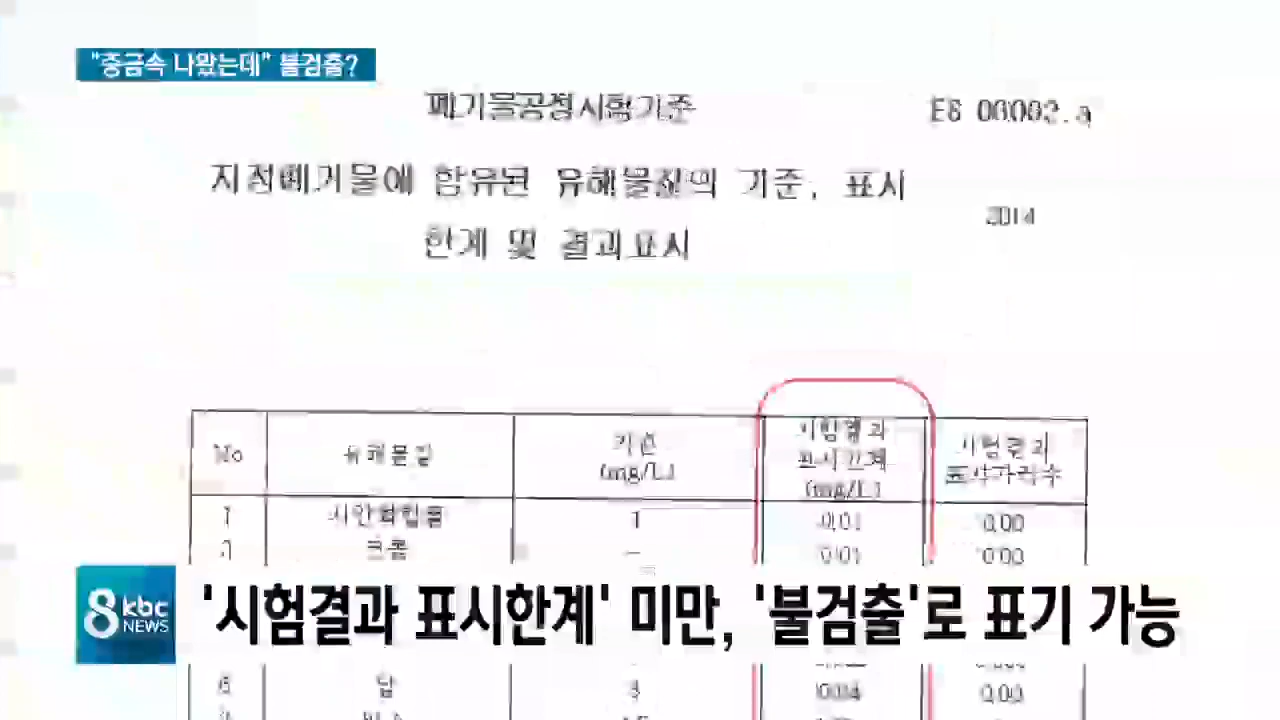 "중금속 나왔는데" 불검출?
폐기물공정시험기준
ES 00002.a
지정폐기물에 함유된 유해물질의 기준, 표시
한계 및 결과표시
2014
No
유해물질
기준
(mg/L)
시험결과
표시한계
(mg/L)
시험결과
표시자리수
1
시안화합물
1
0.01
0.00
크롬
0.01
0.00
8 kbc
NEWS
'시험결과 표시한계' 미만, '불검출'로 표기 가능
6
납
3
0.04
0.00